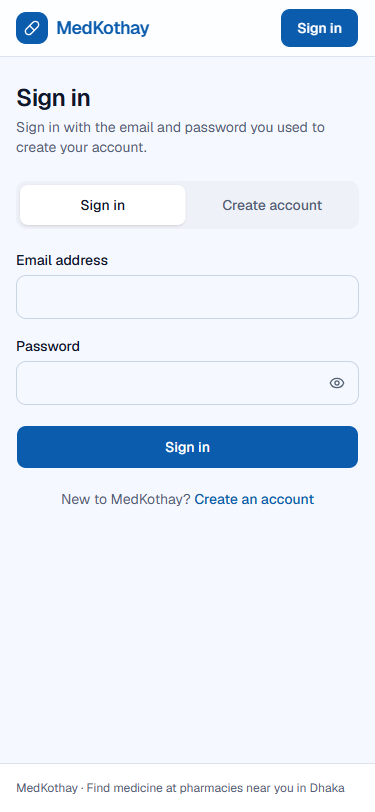 MedKothay
Sign in
Sign in
Sign in with the email and password you used to
create your account.
Sign in
Create account
Email address
Password
Sign in
New to MedKothay? Create an account
MedKothay · Find medicine at pharmacies near you in Dhaka